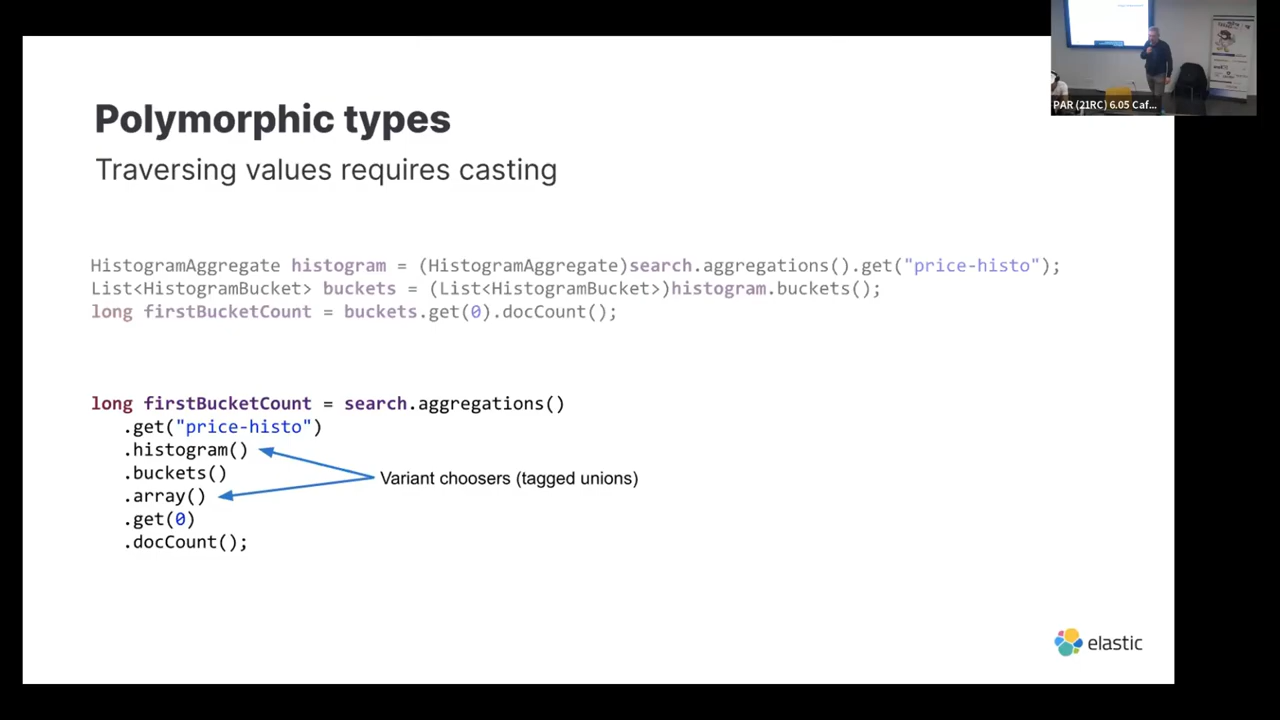 Polymorphic types
Traversing values requires casting
HistogramAggregate histogram = (HistogramAggregate)search.aggregations().get("price-histo");
List<HistogramBucket> buckets = (List<HistogramBucket>)histogram.buckets();
long firstBucketCount = buckets.get(0).docCount();
long firstBucketCount = search.aggregations()
.get("price-histo")
.histogram()
.buckets()
.array()
.get(0)
.docCount();
Variant choosers (tagged unions)
elastic
PAR (21RC) 6.05 Caf...